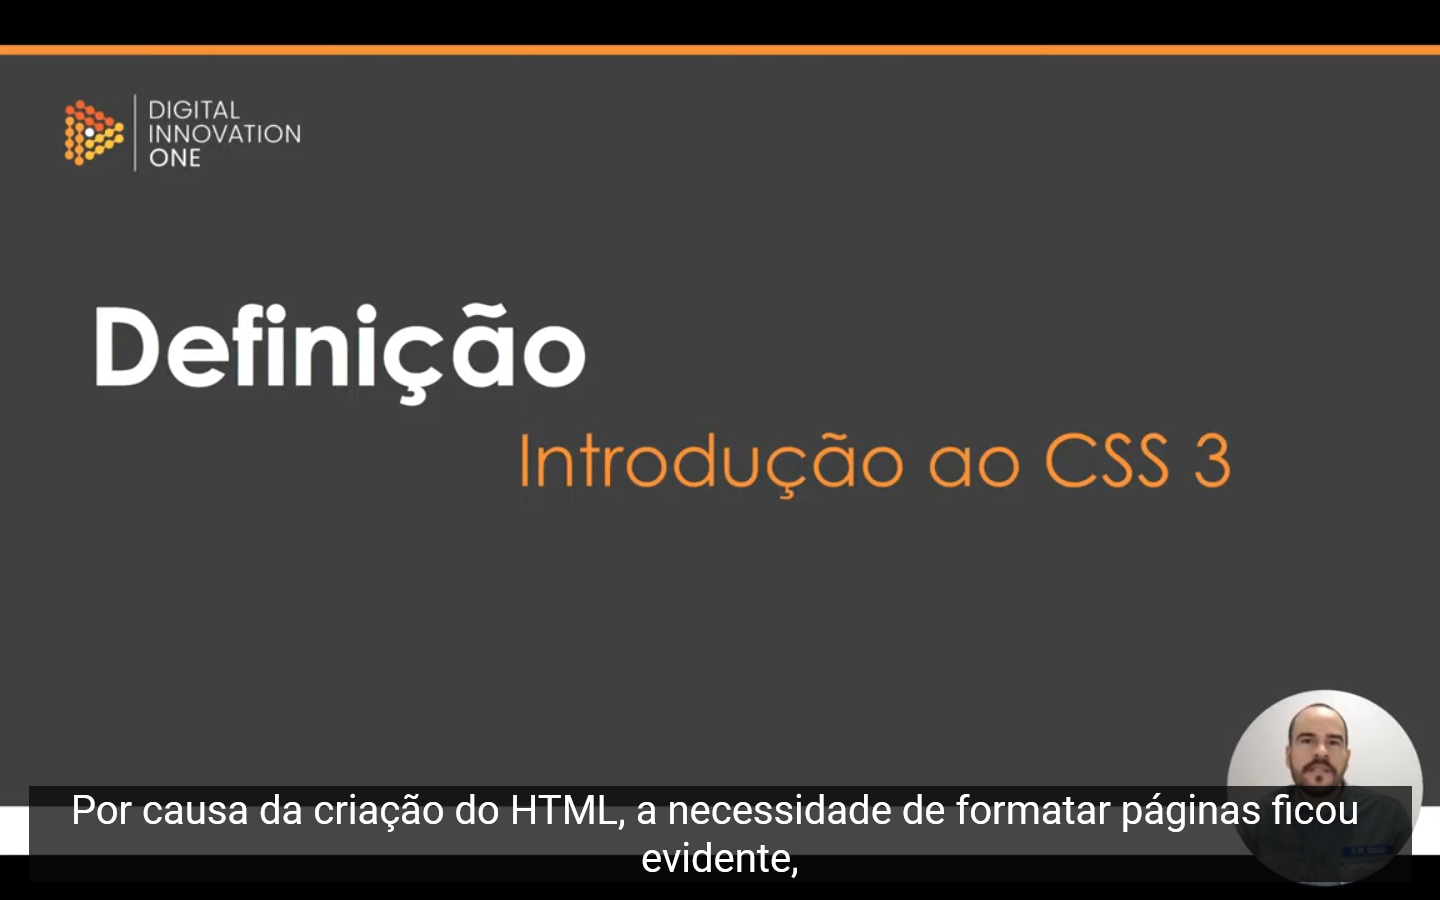 DIGITAL
INNOVATION
ONE
Definição
Introdução ao CSS 3
Por causa da criação do HTML, a necessidade de formatar páginas ficou
evidente,